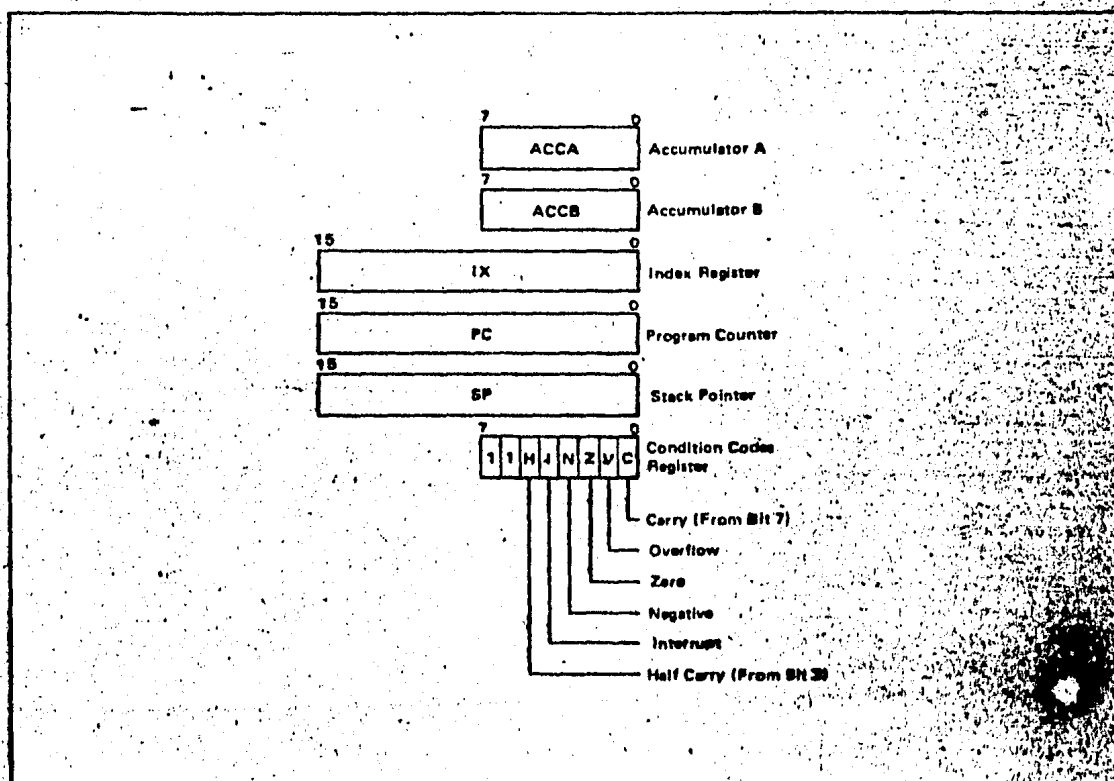 7 0
ACCA Accumulator A
7 0
ACCB Accumulator B
15 0
IX Index Register
15 0
PC Program Counter
15 0
SP Stack Pointer
7 0
1 1 H I N Z V C Condition Codes
Register
Carry (From Bit 7)
Overflow
Zero
Negative
Interrupt
Half Carry (From Bit 3)